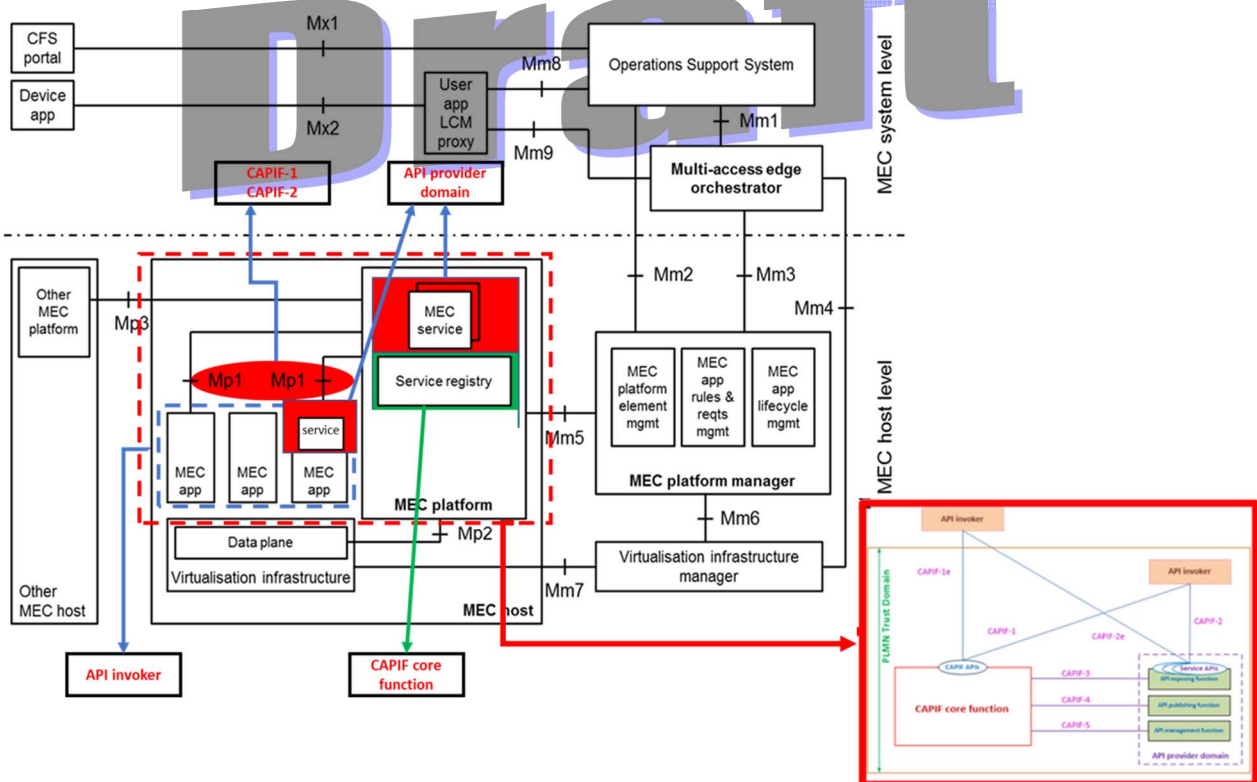 Draft
CFS
portal
Mx1
Operations Support System
Device
app
Mx2
User
app
LCM
proxy
Mm8
Mm9
Mm1
Multi-access edge
orchestrator
MEC system level
CAPIF-1
CAPIF-2
API provider
domain
Other
MEC
platform
Mp3
MEC
service
Service registry
Mp1
Mp1
service
MEC
app
MEC
app
MEC
app
MEC platform
Mm2
Mm3
Mm4
Mm5
MEC
platform
element
mgmt
MEC
app
rules &
reqts
mgmt
MEC
app
lifecycle
mgmt
MEC platform manager
MEC host level
Mp2
Data plane
Virtualisation infrastructure
Mm6
Mm7
Virtualisation infrastructure
manager
Other
MEC host
MEC host
API invoker
CAPIF core
function
API invoker
API invoker
PLMN Trust Domain
CAPIF-1e
CAPIF-1
CAPIF-2e
CAPIF-2
CAPIF APIs
Service APIs
CAPIF core function
CAPIF-3
API exposing function
CAPIF-4
API publishing function
CAPIF-5
API management function
API provider domain